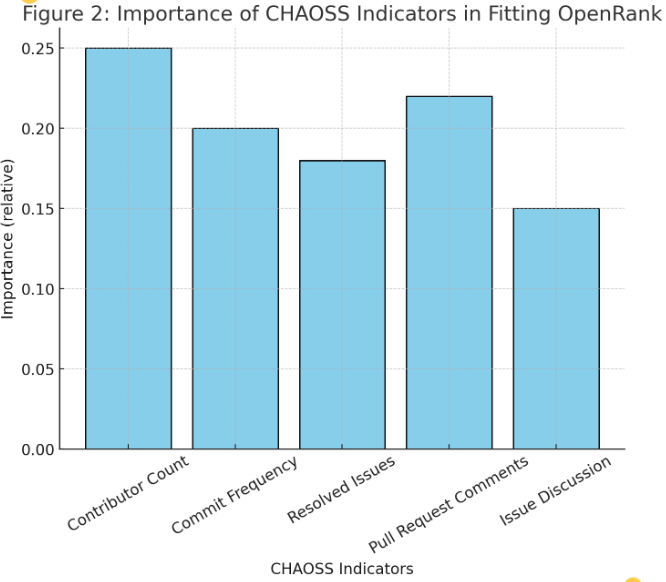 Figure 2: Importance of CHAOSS Indicators in Fitting OpenRank
Importance (relative)
0.25
0.20
0.15
0.10
0.05
0.00
Contributor Count
Commit Frequency
Resolved Issues
Pull Request Comments
Issue Discussion
CHAOSS Indicators